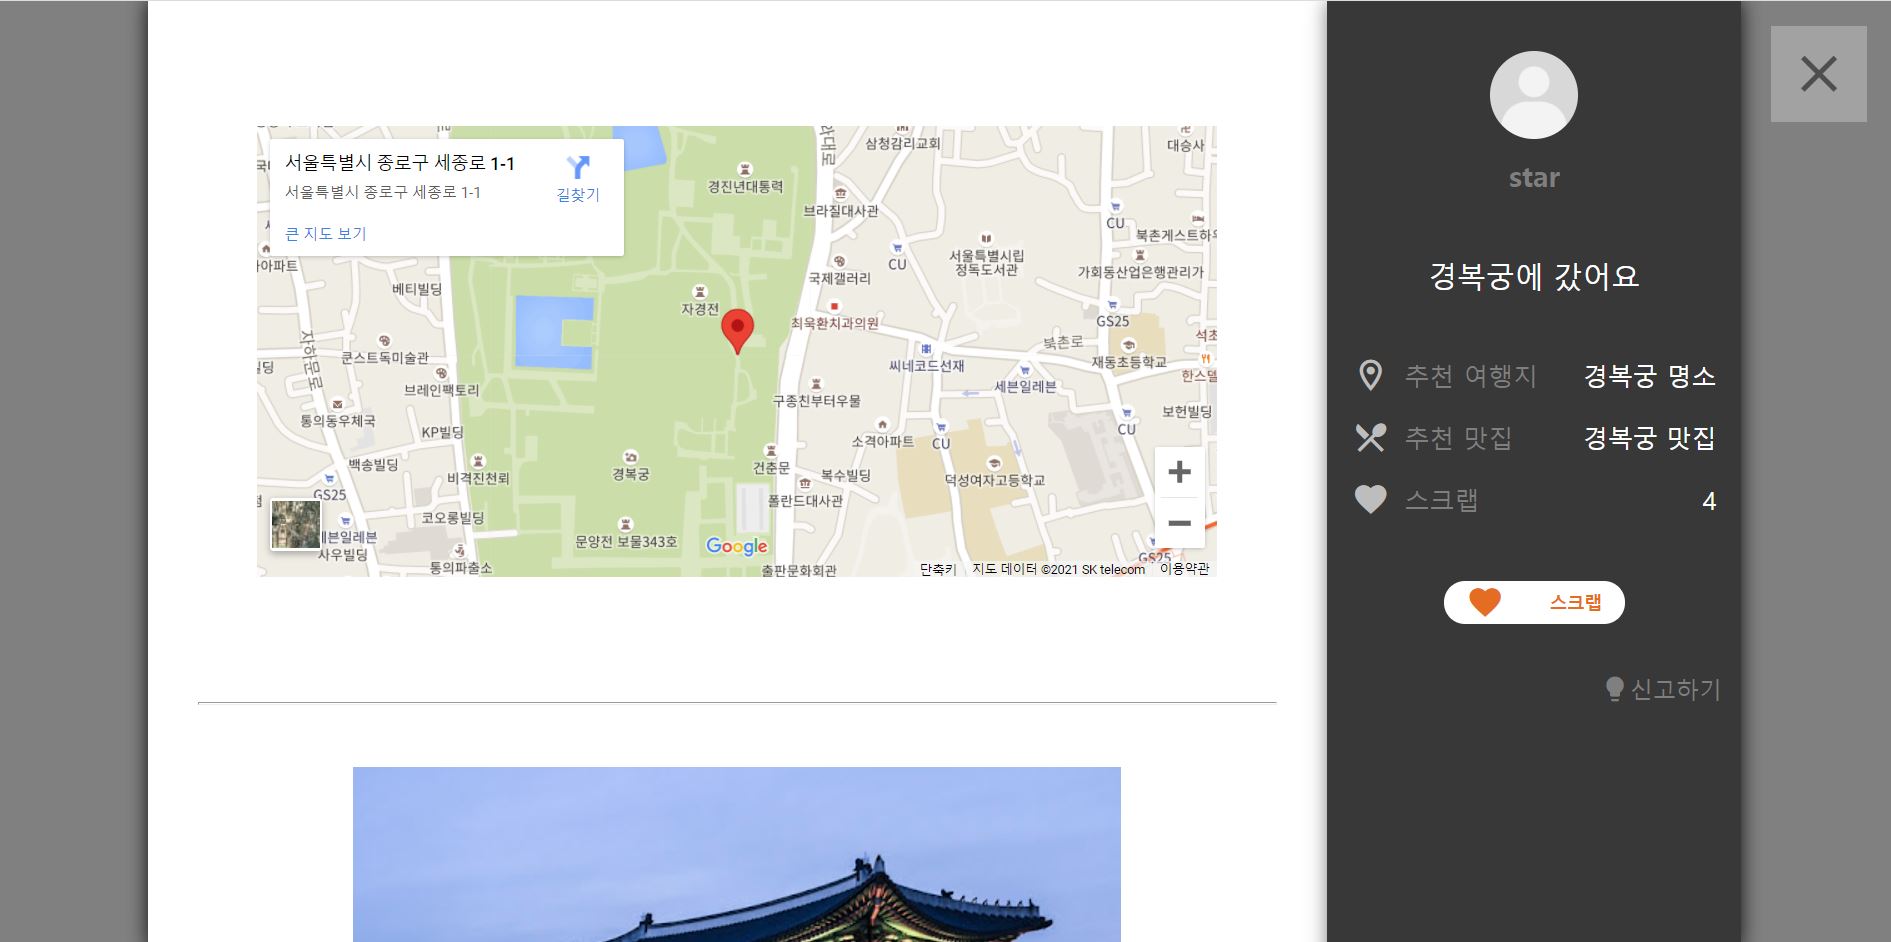 서울특별시 종로구 세종로 1-1
서울특별시 종로구 세종로 1-1
길찾기
큰 지도 보기
삼청감리교회
대승사
경진년대통력
브라질대사관
CU
북촌게스트하우
CU
서울특별시립
정독도서관
가회동산업은행관리가
국제갤러리
아파트
베티빌딩
자경전
최욱환치과의원
GS25
자하문로
북촌로
석초
쿤스트독미술관
씨네코드선재
재동초등학교
브레인팩토리
세븐일레븐
한스델
구종친부터우물
보헌빌딩
통의동우체국
KP빌딩
소격아파트
CU
CU
백송빌딩
비격진천뢰
경복궁
건춘문
복수빌딩
덕성여자고등학교
GS25
폴란드대사관
코오롱빌딩
세븐일레븐
사우빌딩
문양전 보물343호
Google
GS25
통의파출소
출판문화회관
단축키
지도 데이터 ©2021 SK telecom
이용약관
star
경복궁에 갔어요
추천 여행지 경복궁 명소
추천 맛집 경복궁 맛집
스크랩 4
스크랩
신고하기